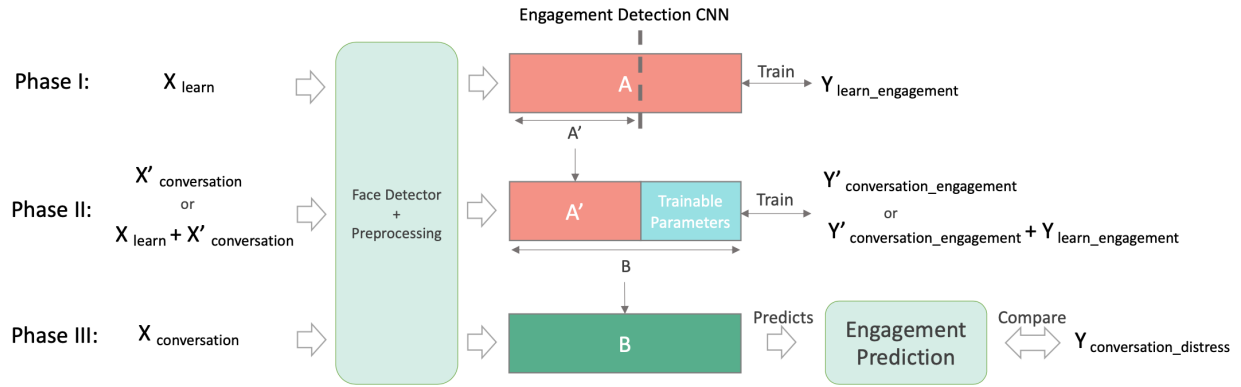 Engagement Detection CNN
Phase I:
X learn
A
Train
Y learn_engagement
A’
Phase II:
X’ conversation
or
X learn + X’ conversation
Face Detector
+
Preprocessing
A’
Trainable
Parameters
Train
Y’ conversation_engagement
or
Y’ conversation_engagement + Y learn_engagement
B
Phase III:
X conversation
B
Predicts
Engagement
Prediction
Compare
Y conversation_distress